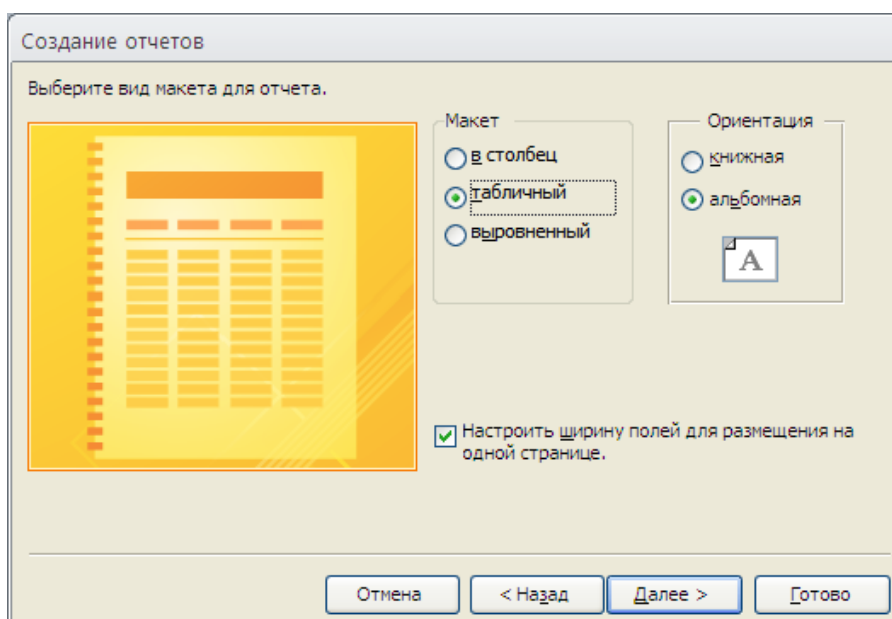 Создание отчетов
Выберите вид макета для отчета.
Макет
в столбец
табличный
выровненный
Ориентация
книжная
альбомная
A
Настроить ширину полей для размещения на
одной странице.
Отмена
< Назад
Далее >
Готово